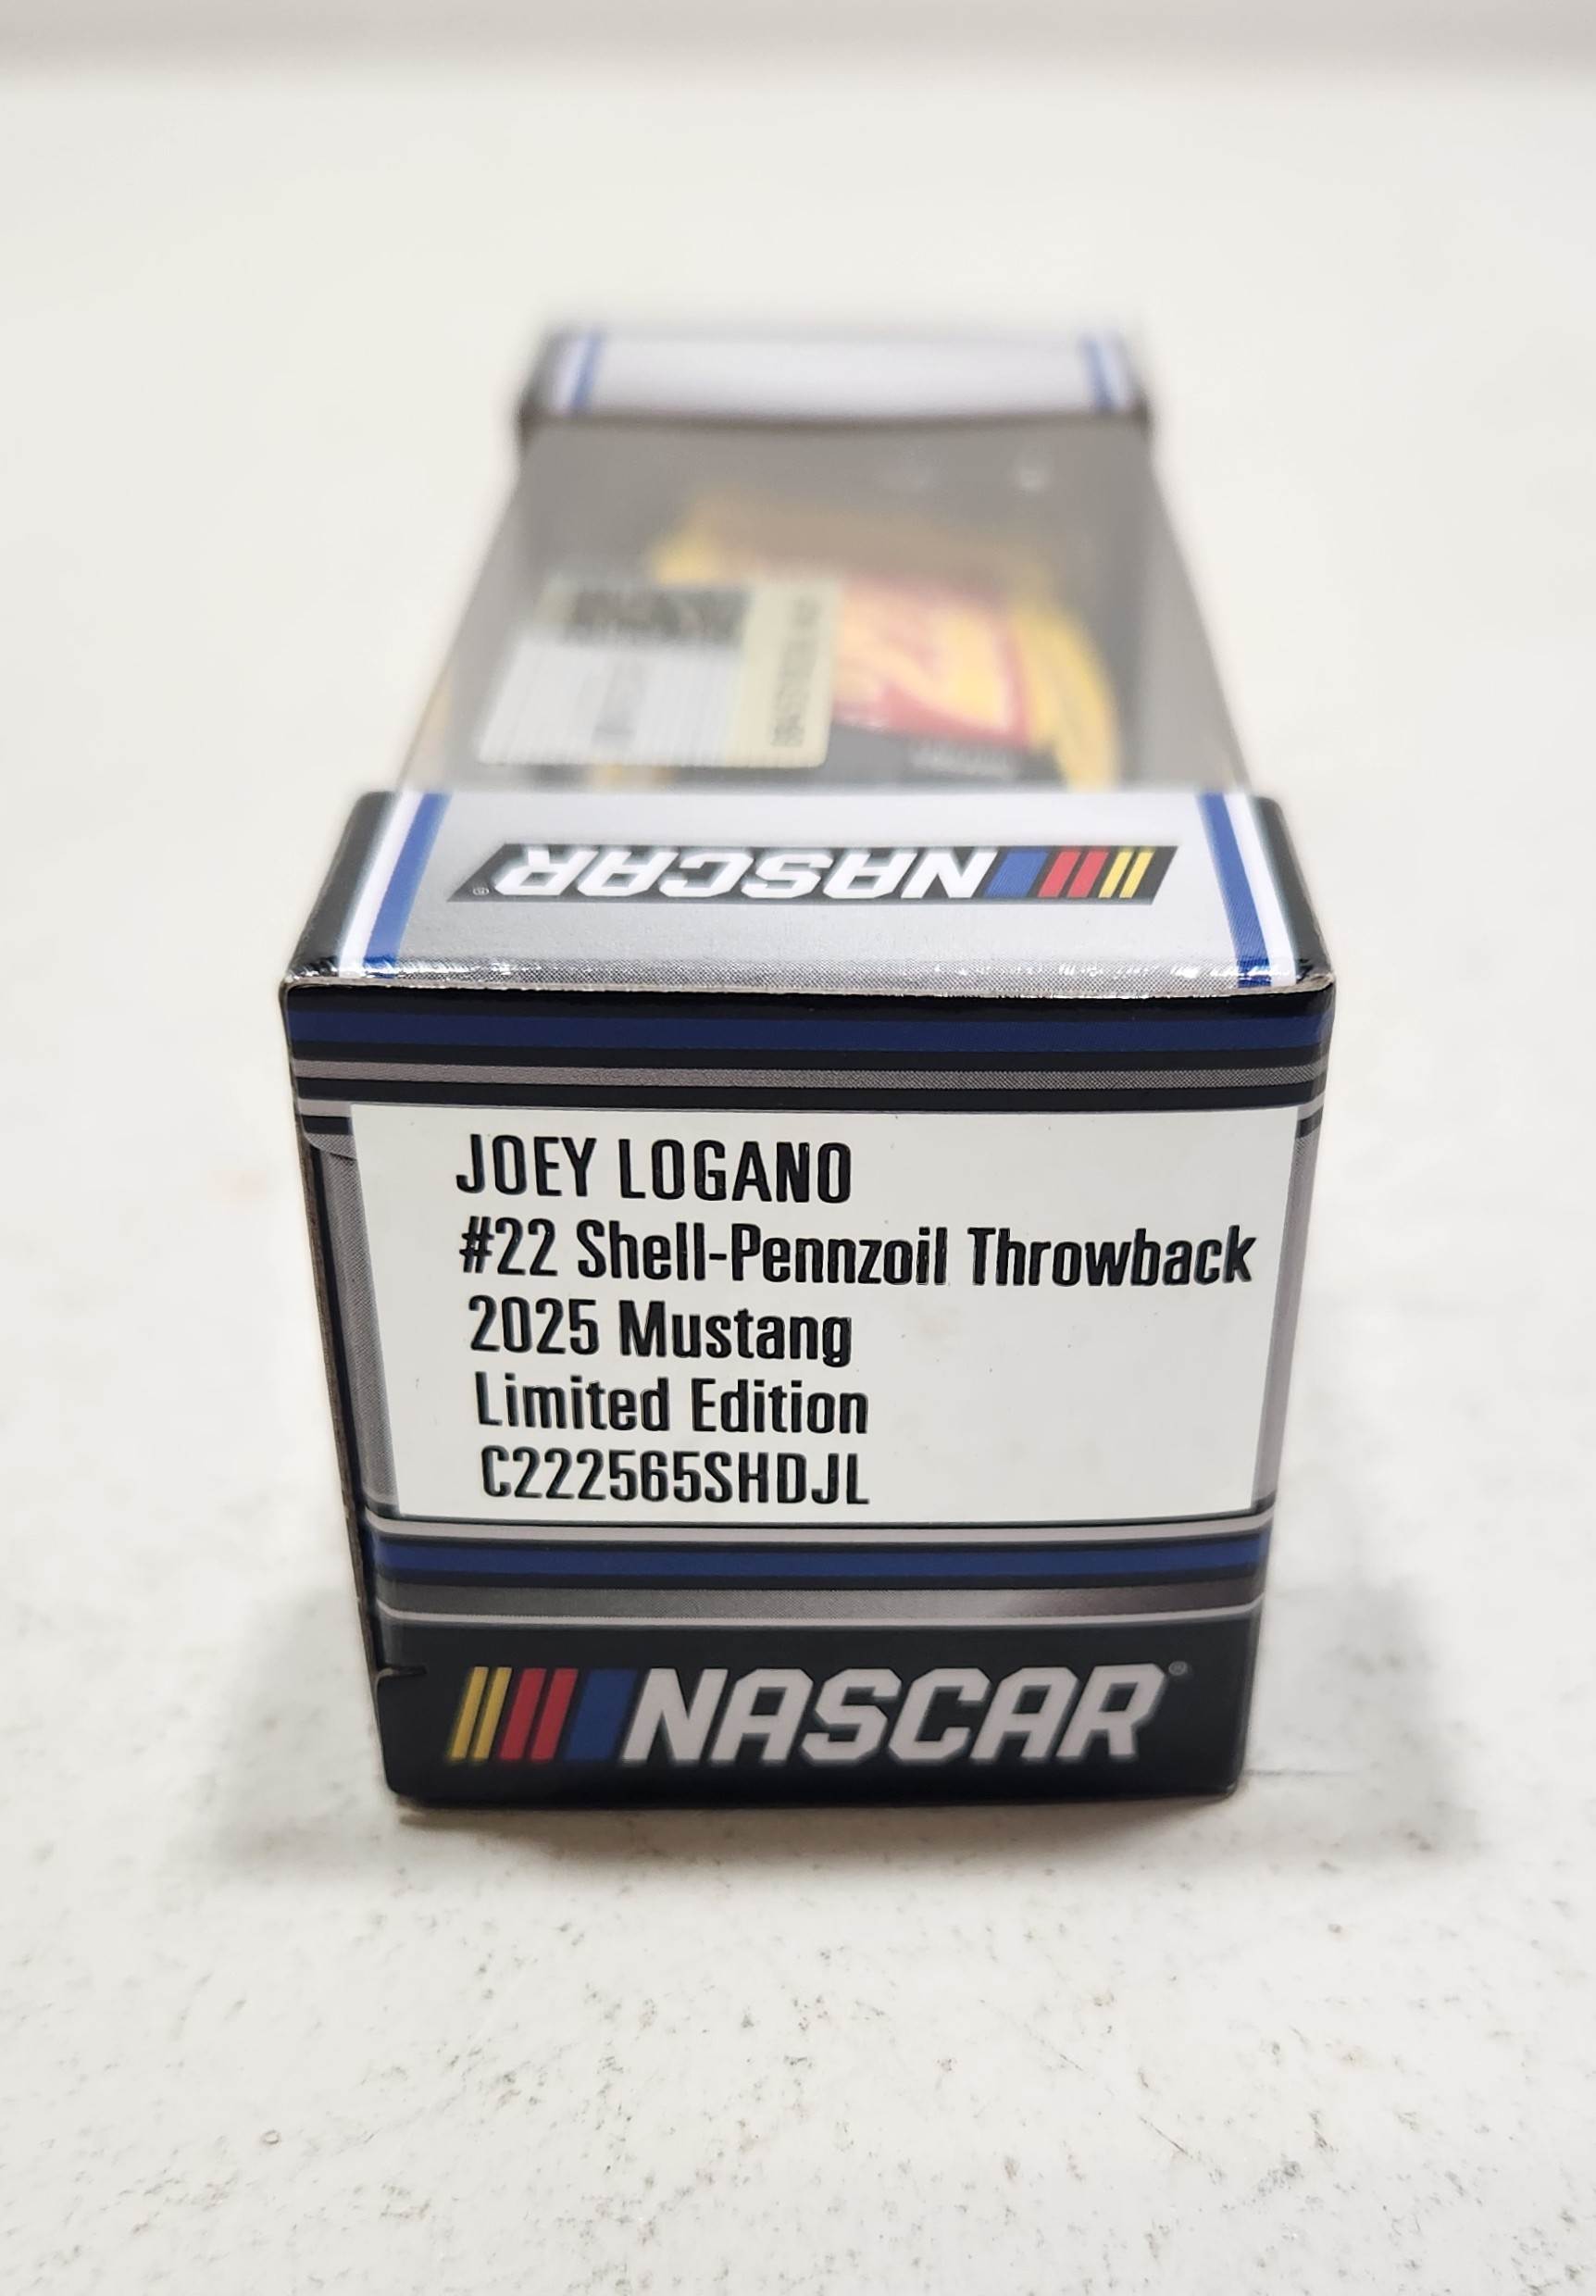 NASCAR
JOEY LOGANO
#22 Shell-Pennzoil Throwback
2025 Mustang
Limited Edition
C222565SHDJL
NASCAR®